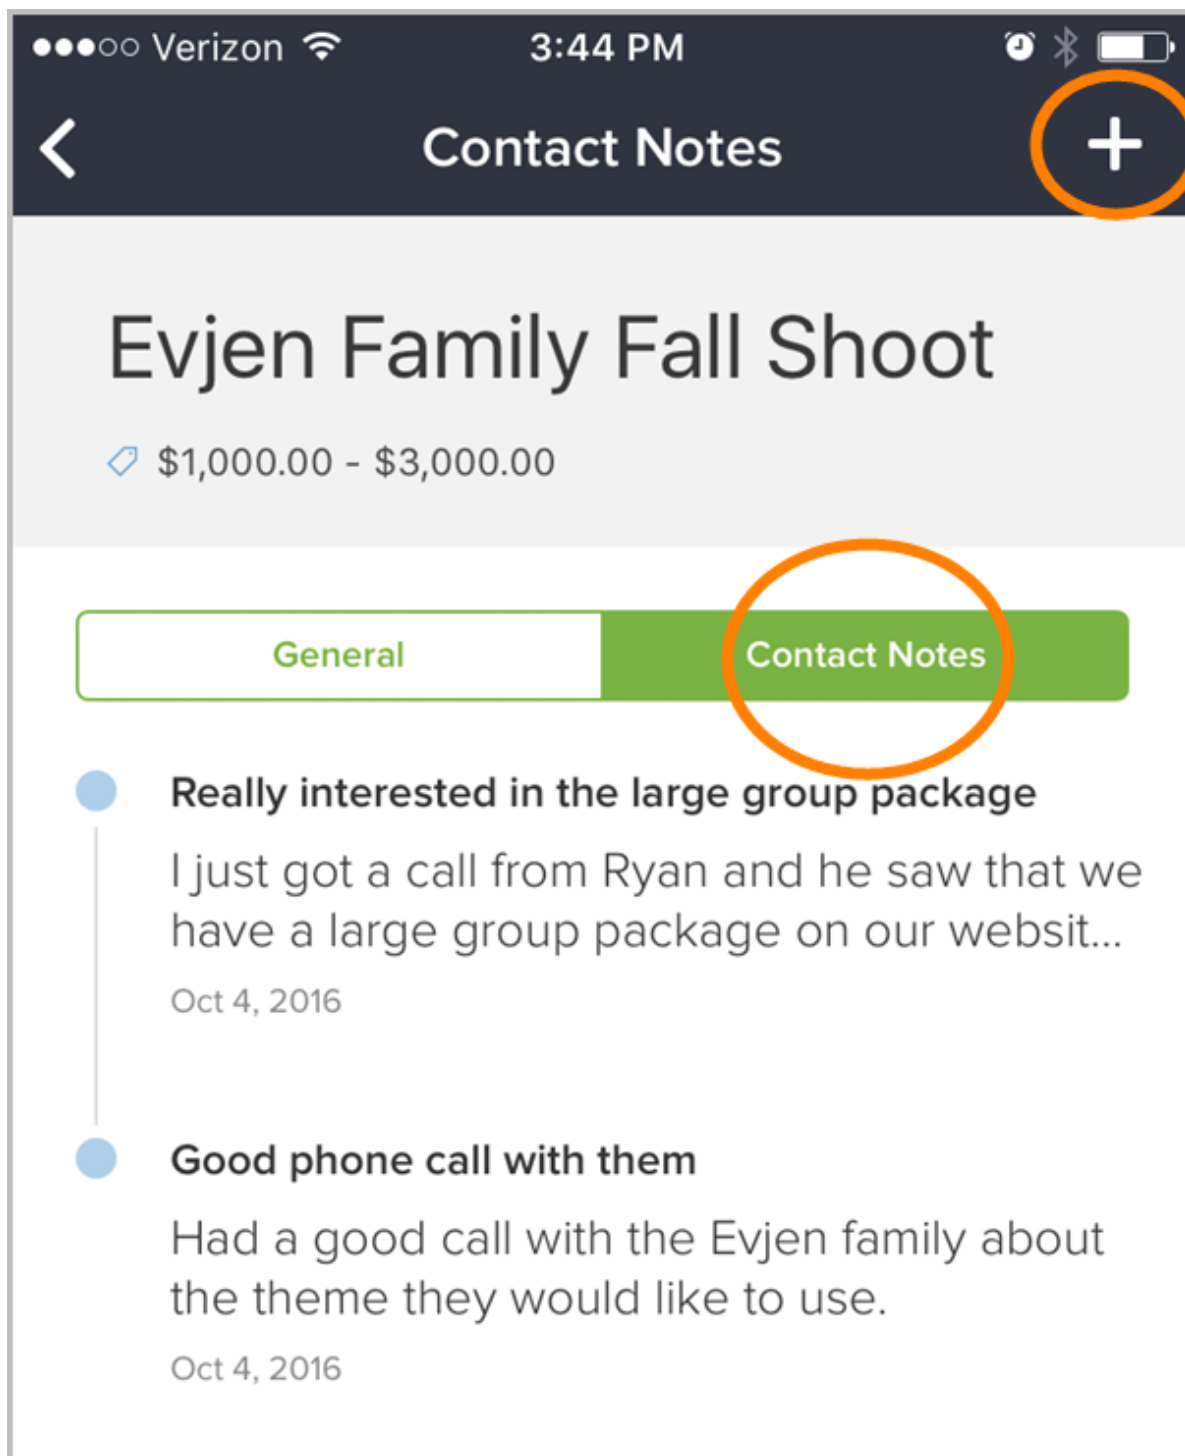 Verizon 3:44 PM
Contact Notes
Evjen Family Fall Shoot
$1,000.00 - $3,000.00
General Contact Notes
Really interested in the large group package
I just got a call from Ryan and he saw that we
have a large group package on our websit...
Oct 4, 2016
Good phone call with them
Had a good call with the Evjen family about
the theme they would like to use.
Oct 4, 2016